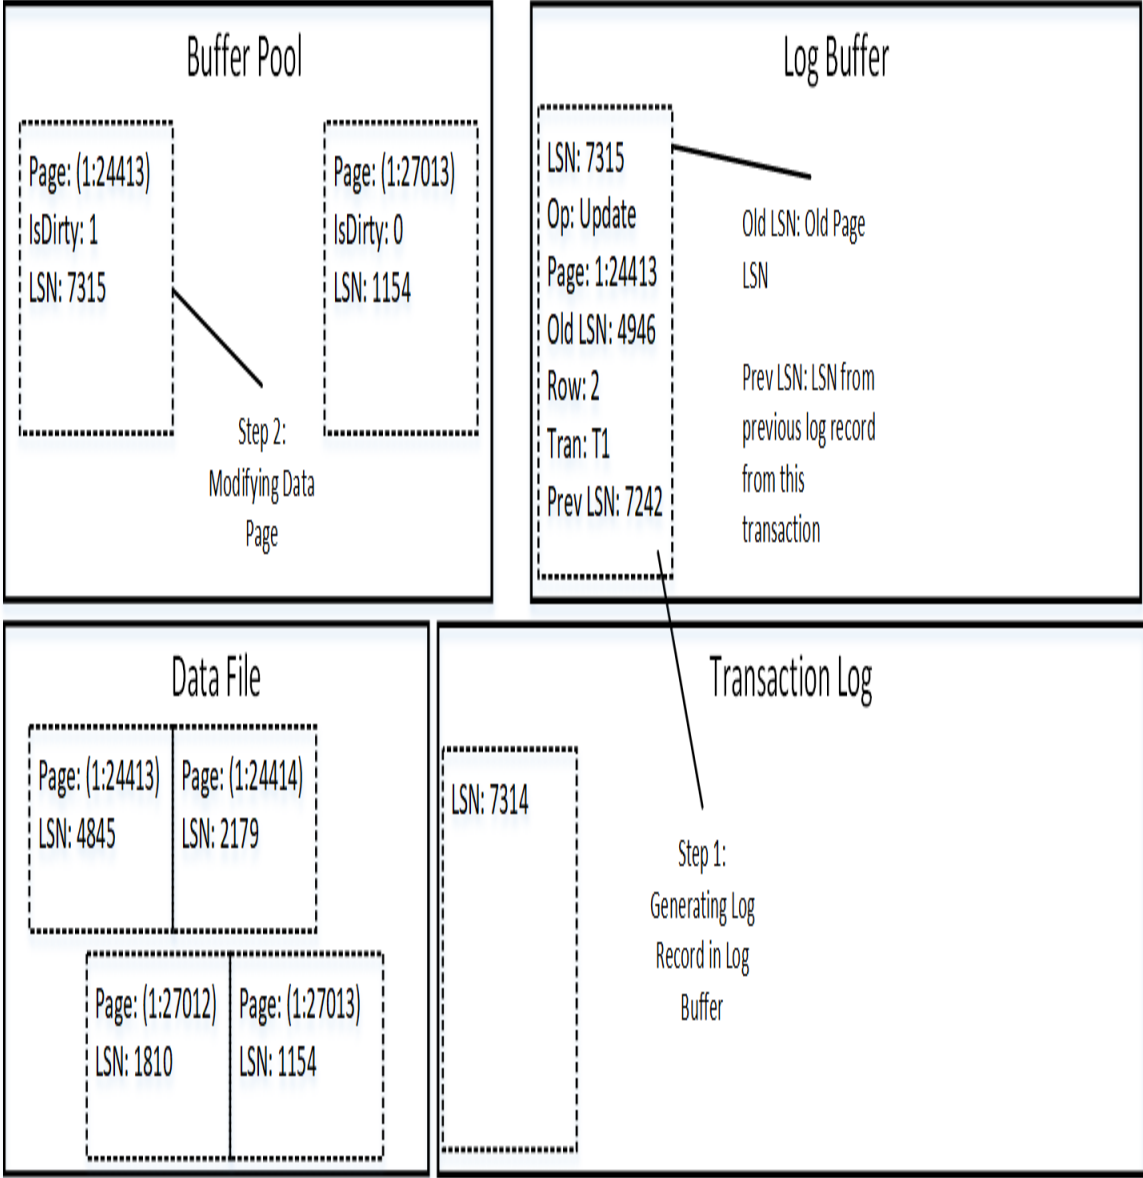 Buffer Pool
Page: (1:24413)
IsDirty: 1
LSN: 7315
Page: (1:27013)
IsDirty: 0
LSN: 1154
Step 2:
Modifying Data
Page
Log Buffer
LSN: 7315
Op: Update
Page: 1:24413
Old LSN: 4946
Row: 2
Tran: T1
Prev LSN: 7242
Old LSN: Old Page
LSN
Prev LSN: LSN from
previous log record
from this
transaction
Data File
Page: (1:24413)
LSN: 4845
Page: (1:24414)
LSN: 2179
Page: (1:27012)
LSN: 1810
Page: (1:27013)
LSN: 1154
Transaction Log
LSN: 7314
Step 1:
Generating Log
Record in Log
Buffer